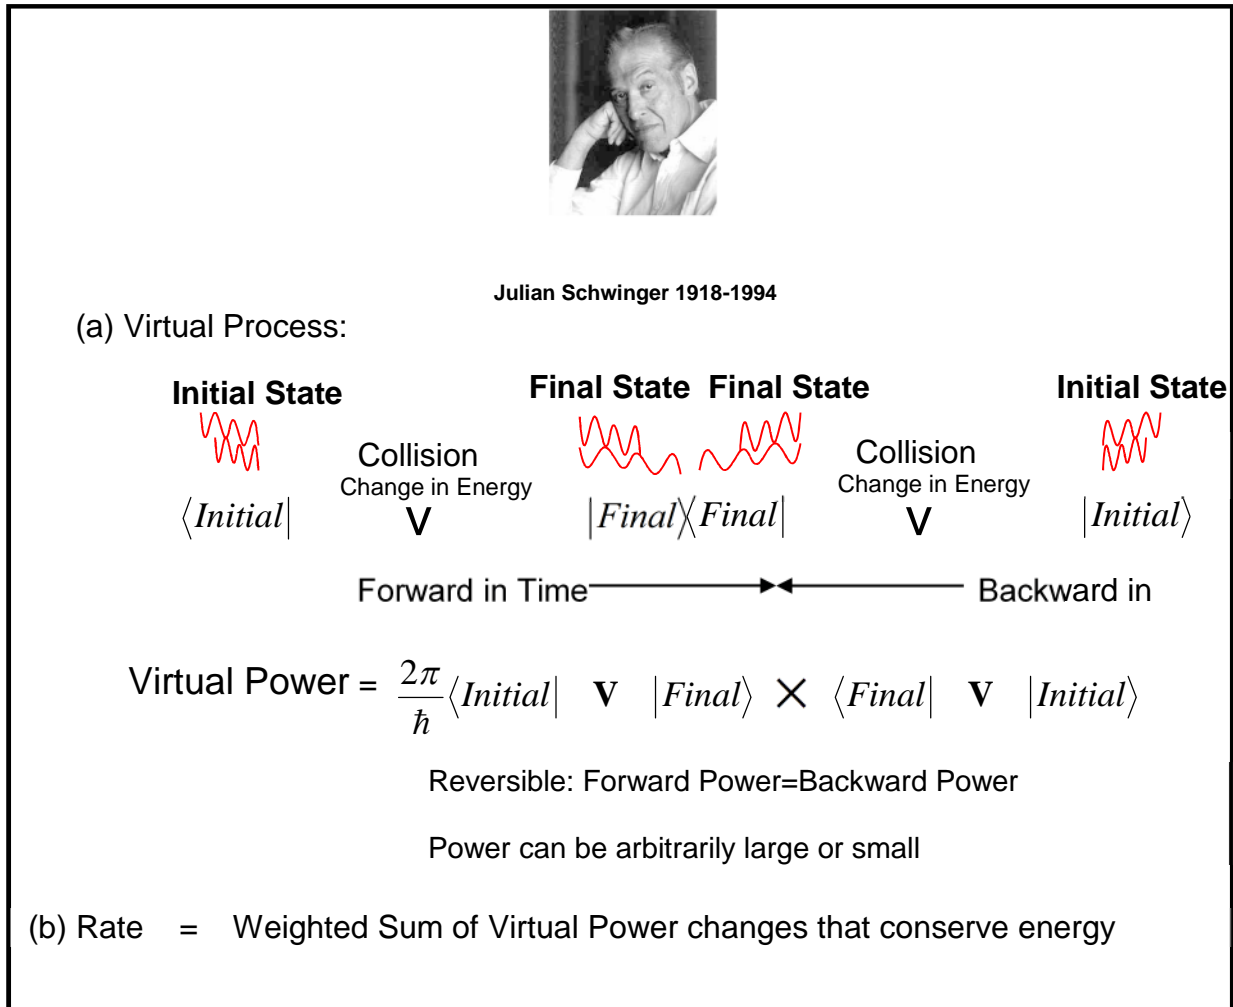 Julian Schwinger 1918-1994
(a) Virtual Process:
Initial State Final State Final State Initial State
Collision Collision
Change in Energy Change in Energy
⟨Initial| V |Final⟩⟨Final| V |Initial⟩
Forward in Time Backward in
Virtual Power = 2π/ħ ⟨Initial| V |Final⟩ × ⟨Final| V |Initial⟩
Reversible: Forward Power=Backward Power
Power can be arbitrarily large or small
(b) Rate = Weighted Sum of Virtual Power changes that conserve energy